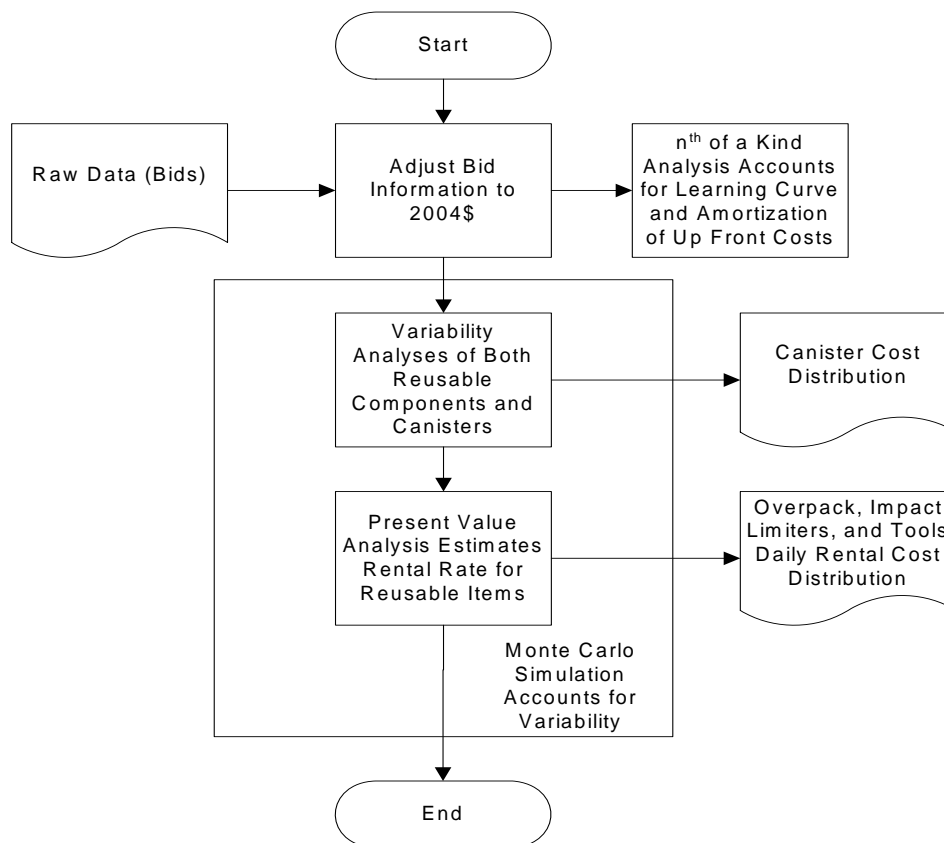 Start
Raw Data (Bids)
Adjust Bid
Information to
2004$
nth of a Kind
Analysis Accounts
for Learning Curve
and Amortization
of Up Front Costs
Variability
Analyses of Both
Reusable
Components and
Canisters
Canister Cost
Distribution
Present Value
Analysis Estimates
Rental Rate for
Reusable Items
Overpack, Impact
Limiters, and Tools
Daily Rental Cost
Distribution
Monte Carlo
Simulation
Accounts for
Variability
End